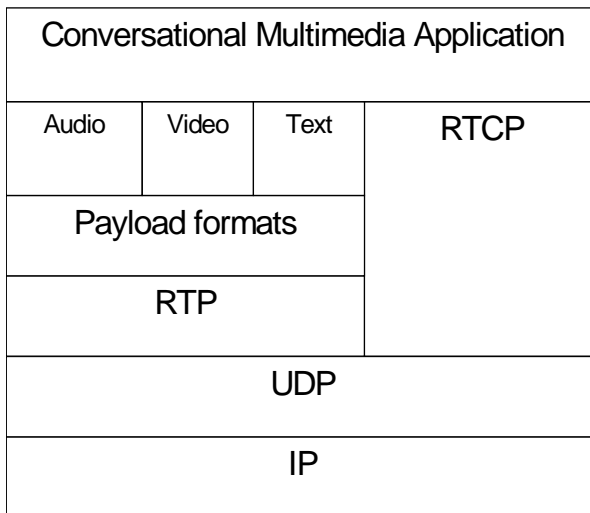 Conversational Multimedia Application
Audio
Video
Text
RTCP
Payload formats
RTP
UDP
IP